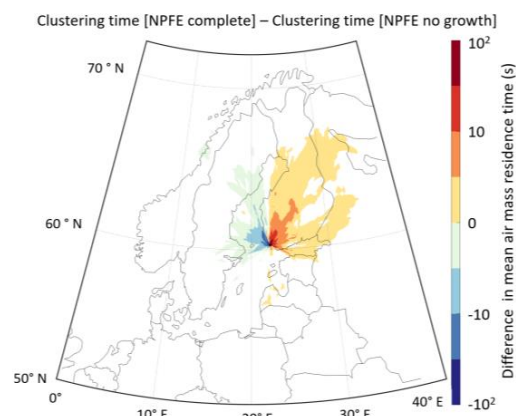 Clustering time [NPFE complete] – Clustering time [NPFE no growth]
70 ° N
60 ° N
50 ° N
0°
10° E
20° E
30° E
40° E
10²
10
0
-10
-10²
Difference in mean air mass residence time (s)